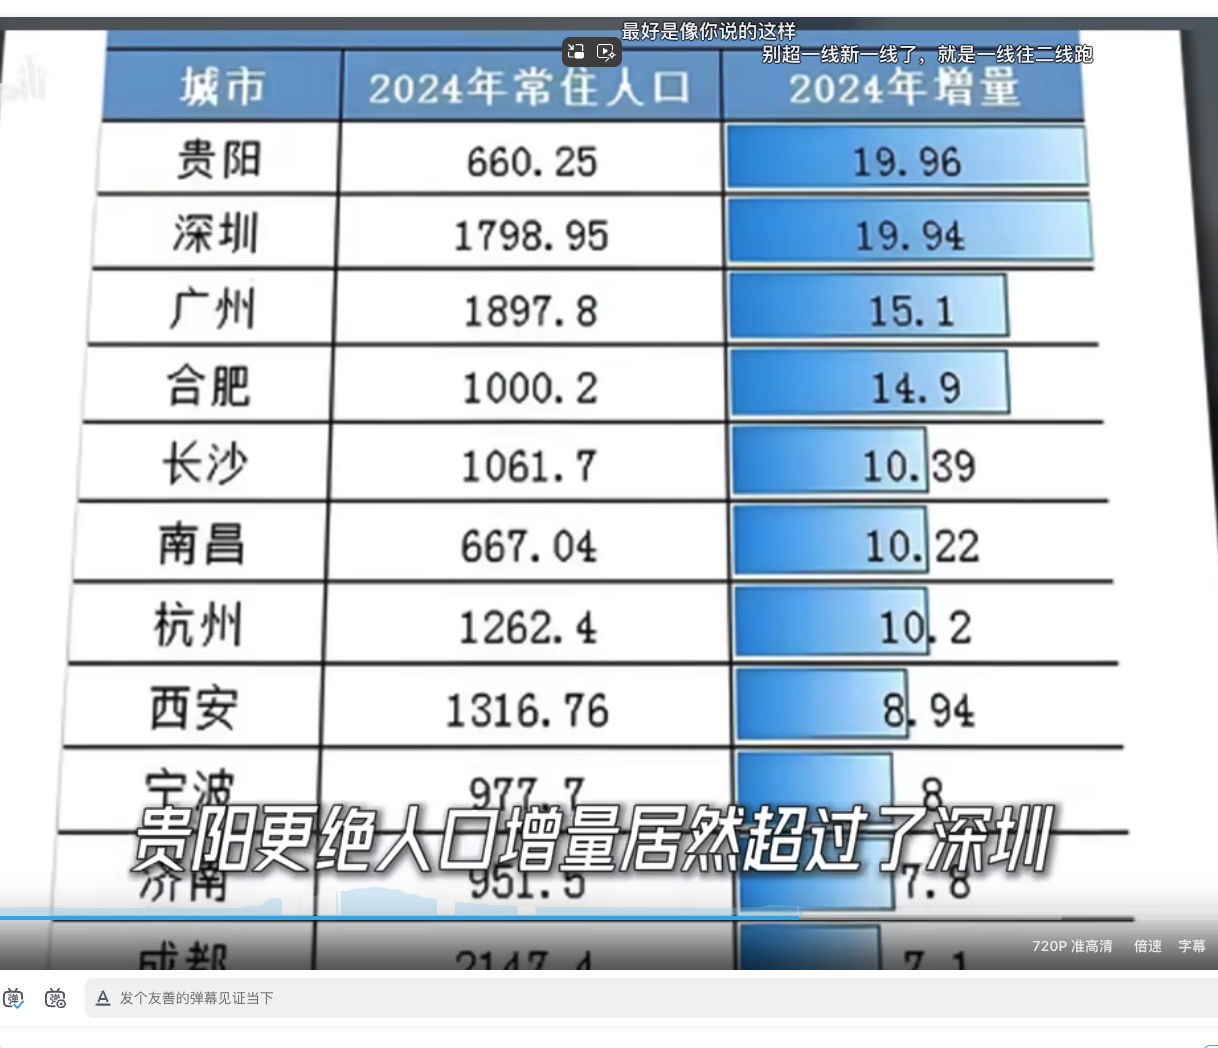 最好是像你说的这样
别超一线新一线了，就是一线往二线跑
城市 2024年常住人口 2024年增量
贵阳 660.25 19.96
深圳 1798.95 19.94
广州 1897.8 15.1
合肥 1000.2 14.9
长沙 1061.7 10.39
南昌 667.04 10.22
杭州 1262.4 10.2
西安 1316.76 8.94
宁波 977.7 8
贵阳更绝人口增量居然超过了深圳
济南 951.5 7.8
成都 2147.4 7.1
720P 准高清 倍速 字幕
弹 弹 A 发个友善的弹幕见证当下